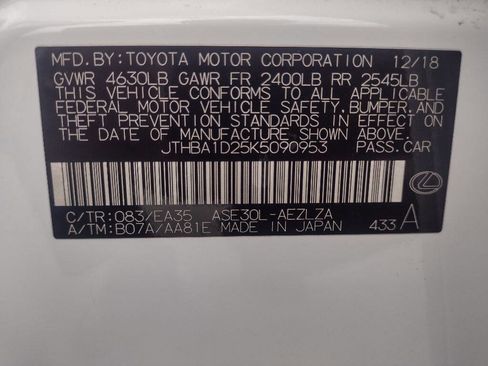 MFD. BY: TOYOTA MOTOR CORPORATION 12/18
GVWR 4630LB GAWR FR 2400LB RR 2545LB
THIS VEHICLE CONFORMS TO ALL APPLICABLE
FEDERAL MOTOR VEHICLE SAFETY, BUMPER, AND
THEFT PREVENTION STANDARDS IN EFFECT ON
THE DATE OF MANUFACTURE SHOWN ABOVE.
JTHBA1D25K5090953 PASS. CAR
C/TR: 083/EA35 ASE30L-AEZLZA
A/TM: B07A/AA81E MADE IN JAPAN 433 A